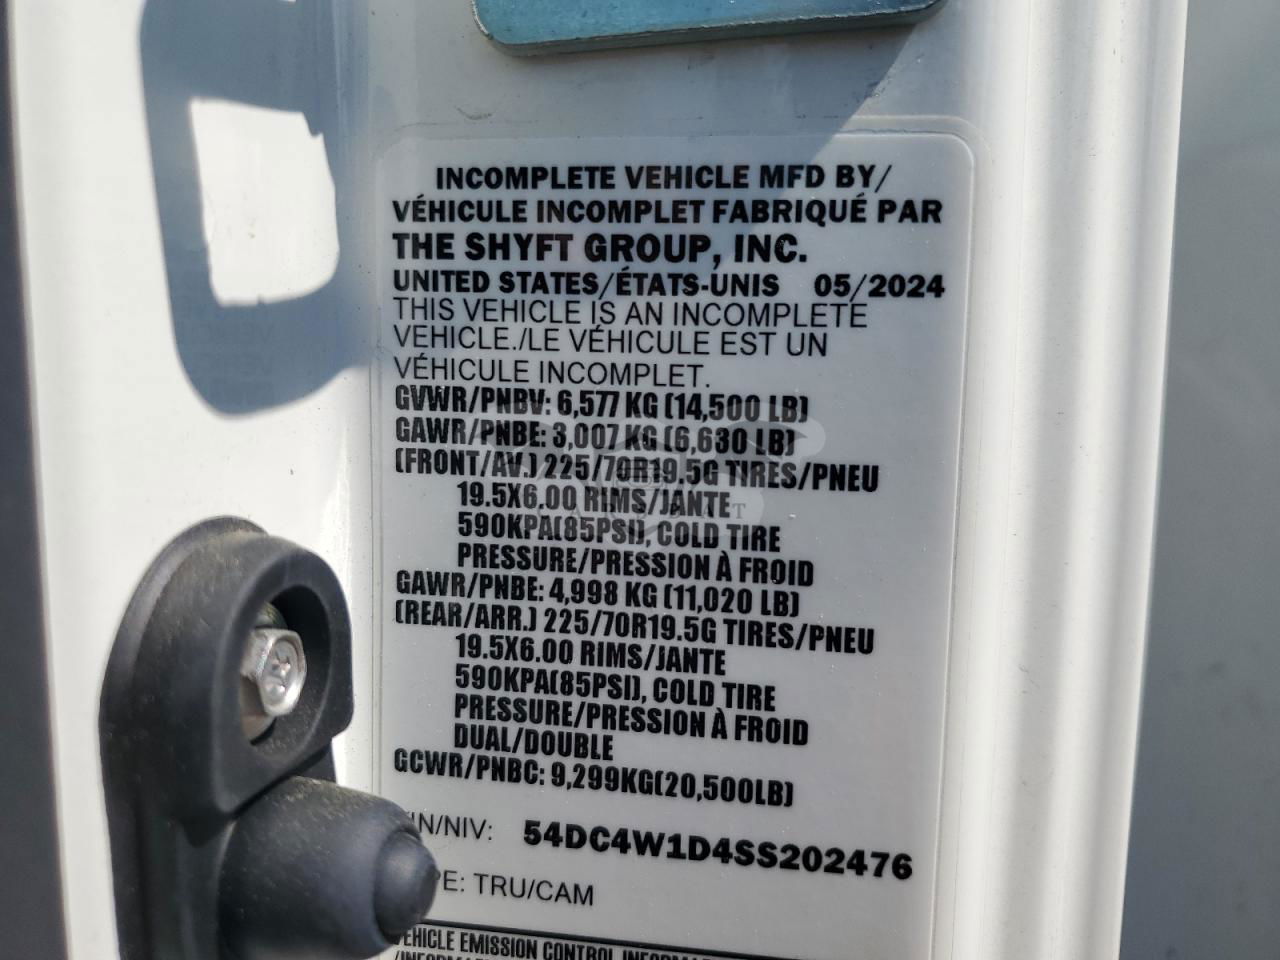 INCOMPLETE VEHICLE MFD BY/
VÉHICULE INCOMPLET FABRIQUÉ PAR
THE SHYFT GROUP, INC.
UNITED STATES/ÉTATS-UNIS 05/2024
THIS VEHICLE IS AN INCOMPLETE
VEHICLE./LE VÉHICULE EST UN
VÉHICULE INCOMPLET.
GVWR/PNBV: 6,577 KG (14,500 LB)
GAWR/PNBE: 3,007 KG (6,630 LB)
(FRONT/AV.) 225/70R19.5G TIRES/PNEU
19.5X6.00 RIMS/JANTE
590KPA(85PSI), COLD TIRE
PRESSURE/PRESSION À FROID
GAWR/PNBE: 4,998 KG (11,020 LB)
(REAR/ARR.) 225/70R19.5G TIRES/PNEU
19.5X6.00 RIMS/JANTE
590KPA(85PSI), COLD TIRE
PRESSURE/PRESSION À FROID
DUAL/DOUBLE
GCWR/PNBC: 9,299KG(20,500LB)
IN/NIV: 54DC4W1D4SS202476
PE: TRU/CAM
EHICLE EMISSION CONTROL